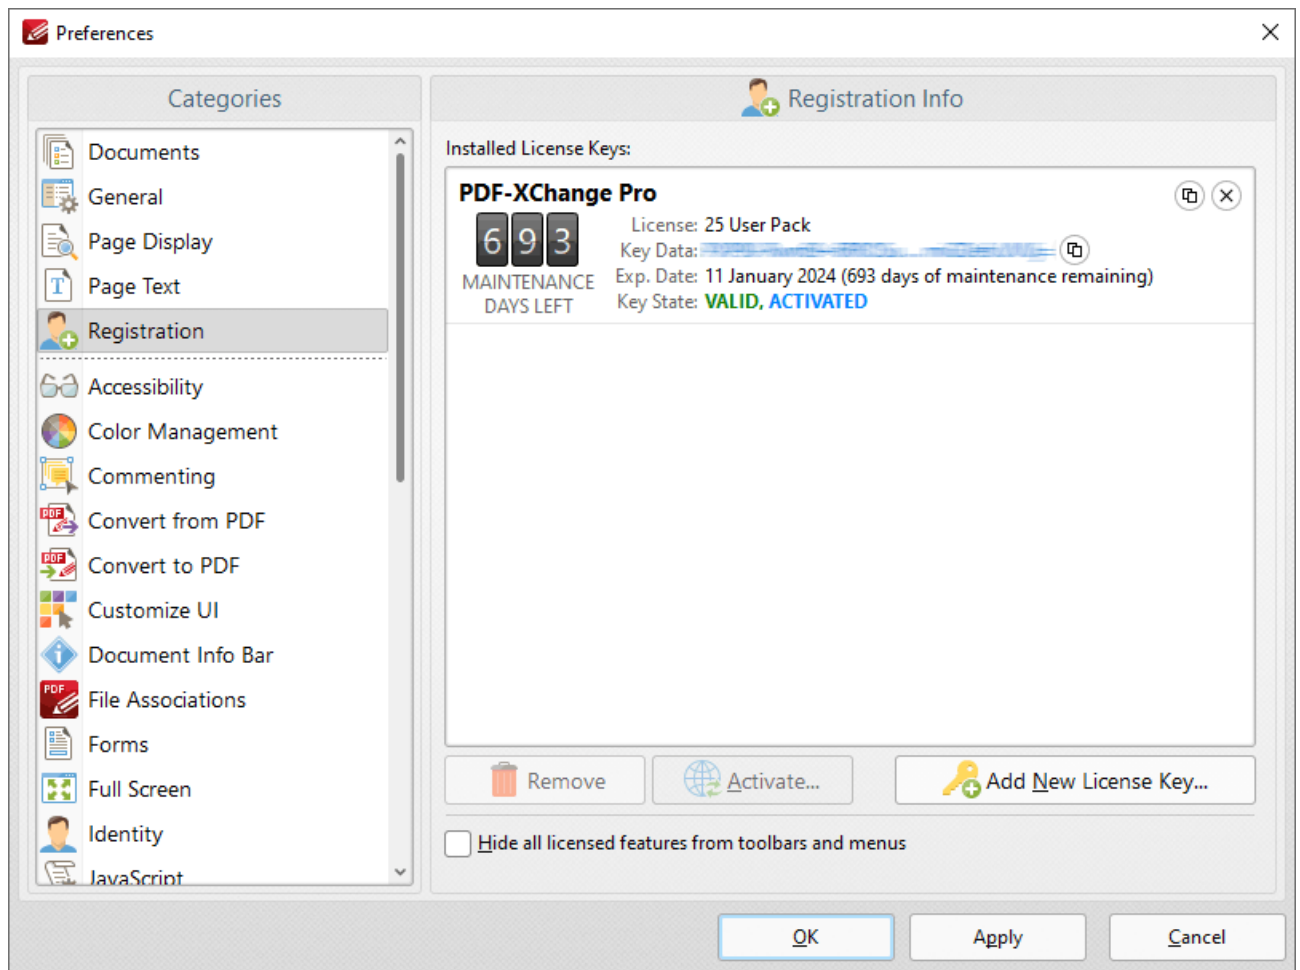 Preferences
Categories
Documents
General
Page Display
Page Text
Registration
Accessibility
Color Management
Commenting
Convert from PDF
Convert to PDF
Customize UI
Document Info Bar
File Associations
Forms
Full Screen
Identity
JavaScript
Registration Info
Installed License Keys:
PDF-XChange Pro
693
MAINTENANCE
DAYS LEFT
License: 25 User Pack
Key Data:
Exp. Date: 11 January 2024 (693 days of maintenance remaining)
Key State: VALID, ACTIVATED
Remove
Activate...
Add New License Key...
Hide all licensed features from toolbars and menus
OK
Apply
Cancel